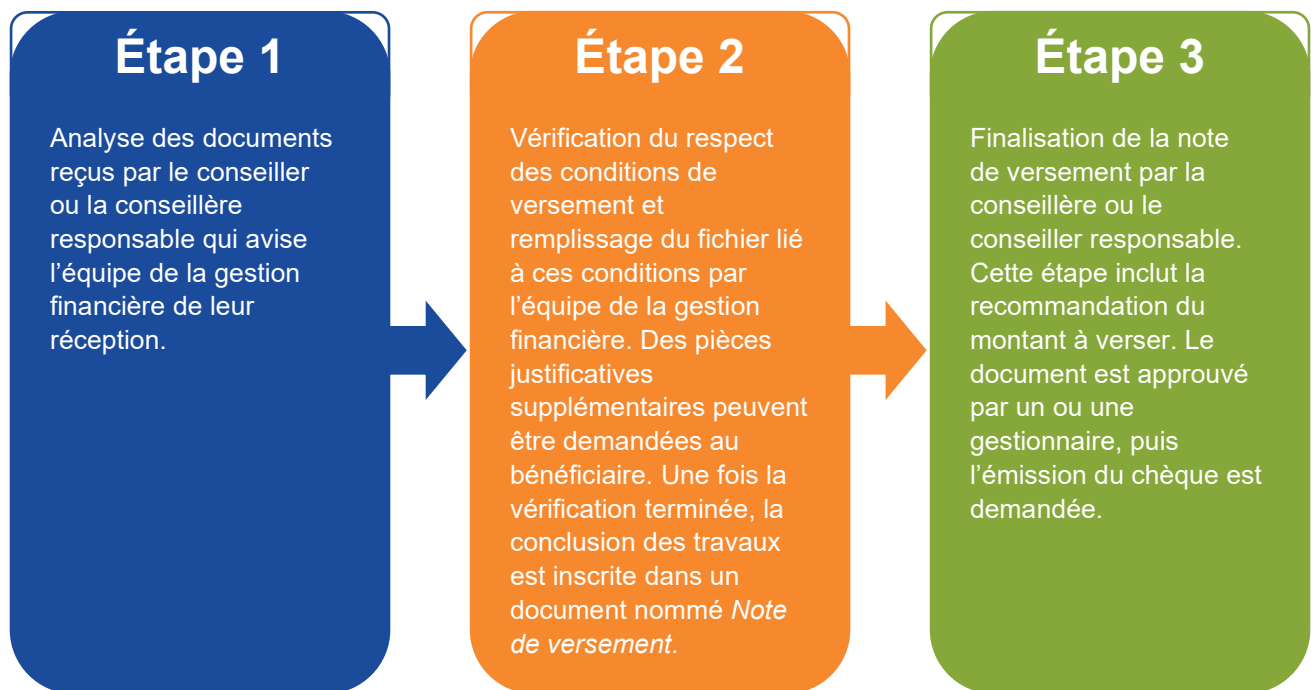 Étape 1
Analyse des documents
reçus par le conseiller
ou la conseillère
responsable qui avise
l’équipe de la gestion
financière de leur
réception.
Étape 2
Vérification du respect
des conditions de
versement et
remplissage du fichier lié
à ces conditions par
l’équipe de la gestion
financière. Des pièces
justificatives
supplémentaires peuvent
être demandées au
bénéficiaire. Une fois la
vérification terminée, la
conclusion des travaux
est inscrite dans un
document nommé Note
de versement.
Étape 3
Finalisation de la note
de versement par la
conseillère ou le
conseiller responsable.
Cette étape inclut la
recommandation du
montant à verser. Le
document est approuvé
par un ou une
gestionnaire, puis
l’émission du chèque est
demandée.